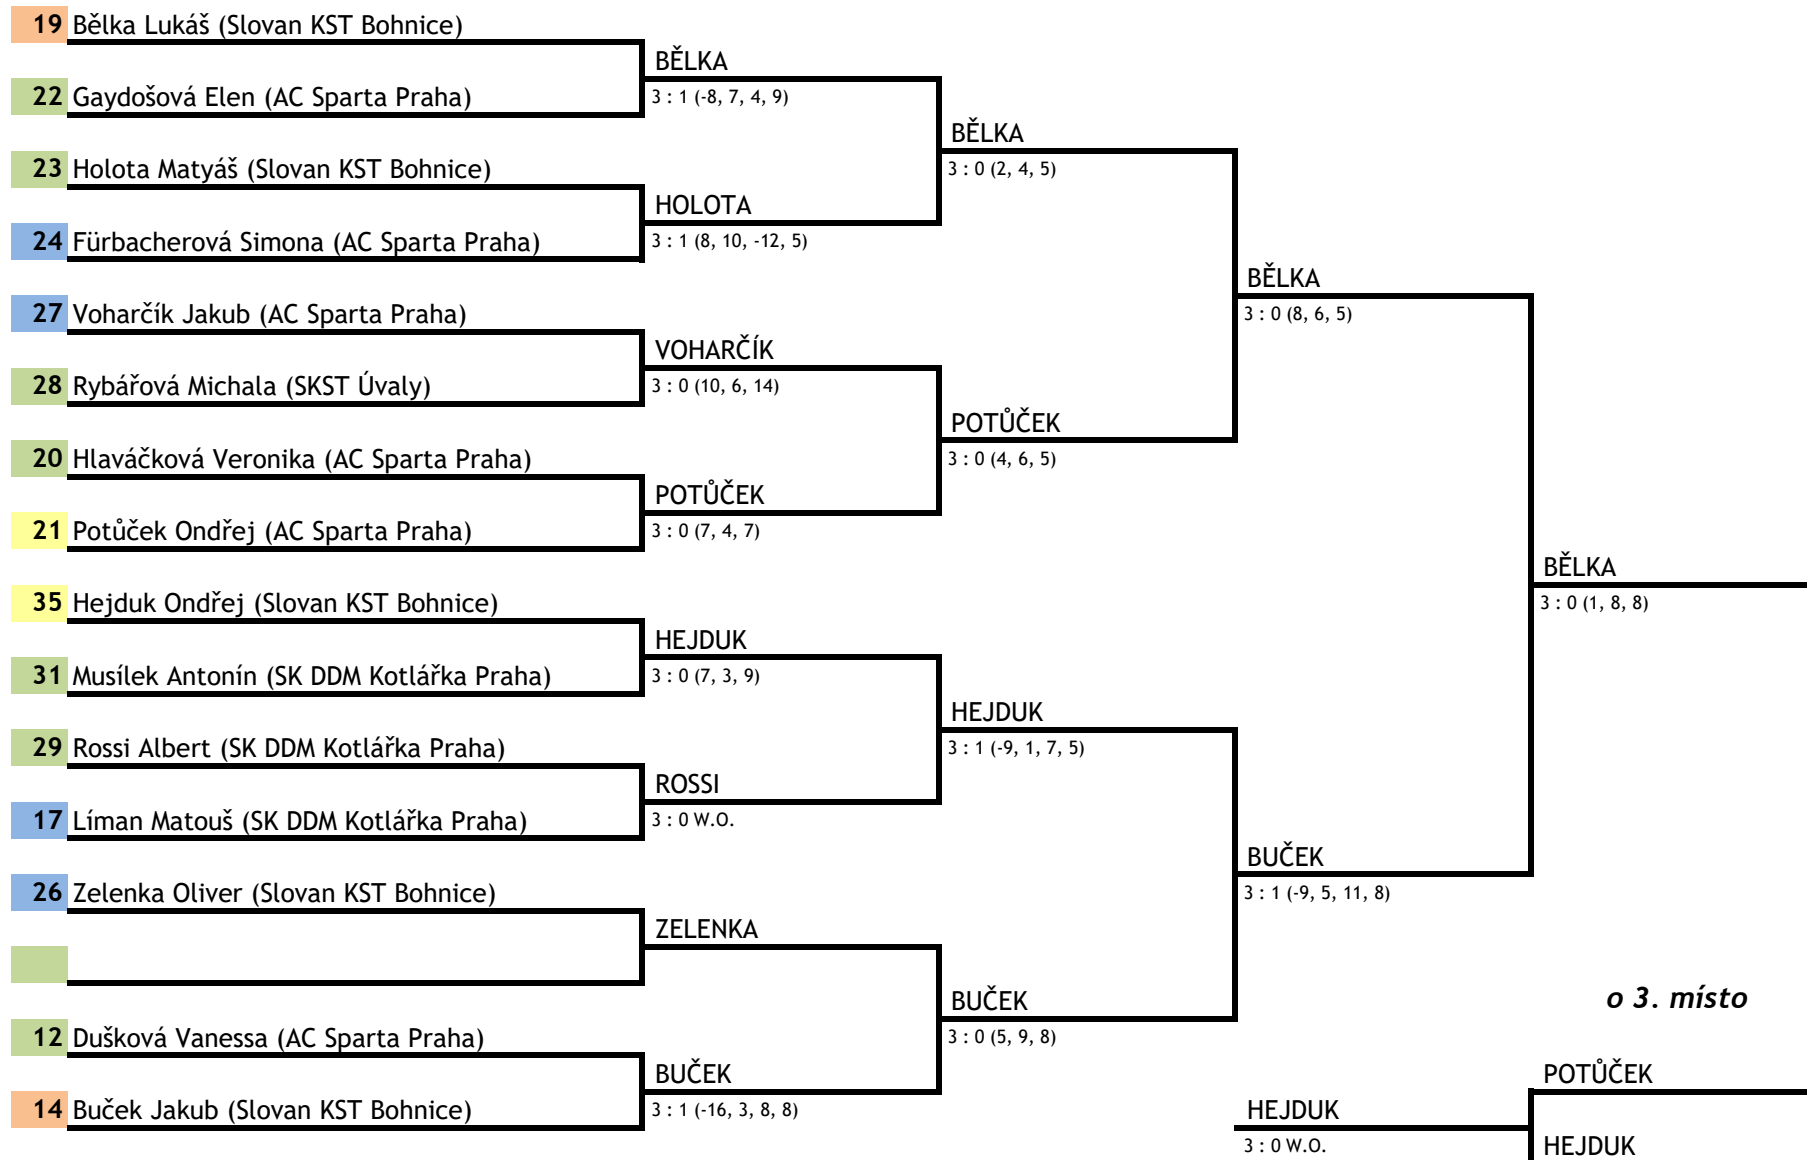 19 Bělka Lukáš (Slovan KST Bohnice)
BĚLKA
22 Gaydošová Elen (AC Sparta Praha)
3 : 1 (-8, 7, 4, 9)
BĚLKA
23 Holota Matyáš (Slovan KST Bohnice)
3 : 0 (2, 4, 5)
HOLOTA
24 Fürbacherová Simona (AC Sparta Praha)
3 : 1 (8, 10, -12, 5)
BĚLKA
27 Voharčík Jakub (AC Sparta Praha)
3 : 0 (8, 6, 5)
VOHARČÍK
28 Rybářová Michala (SKST Úvaly)
3 : 0 (10, 6, 14)
POTŮČEK
20 Hlaváčková Veronika (AC Sparta Praha)
3 : 0 (4, 6, 5)
POTŮČEK
21 Potůček Ondřej (AC Sparta Praha)
3 : 0 (7, 4, 7)
BĚLKA
35 Hejduk Ondřej (Slovan KST Bohnice)
3 : 0 (1, 8, 8)
HEJDUK
31 Musílek Antonín (SK DDM Kotlářka Praha)
3 : 0 (7, 3, 9)
HEJDUK
29 Rossi Albert (SK DDM Kotlářka Praha)
3 : 1 (-9, 1, 7, 5)
ROSSI
17 Líman Matouš (SK DDM Kotlářka Praha)
3 : 0 W.O.
BUČEK
26 Zelenka Oliver (Slovan KST Bohnice)
3 : 1 (-9, 5, 11, 8)
ZELENKA
BUČEK
o 3. místo
12 Dušková Vanessa (AC Sparta Praha)
3 : 0 (5, 9, 8)
BUČEK
POTŮČEK
14 Buček Jakub (Slovan KST Bohnice)
3 : 1 (-16, 3, 8, 8)
HEJDUK
3 : 0 W.O.
HEJDUK